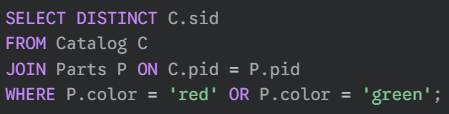 SELECT DISTINCT C.sid
FROM Catalog C
JOIN Parts P ON C.pid = P.pid
WHERE P.color = 'red' OR P.color = 'green';